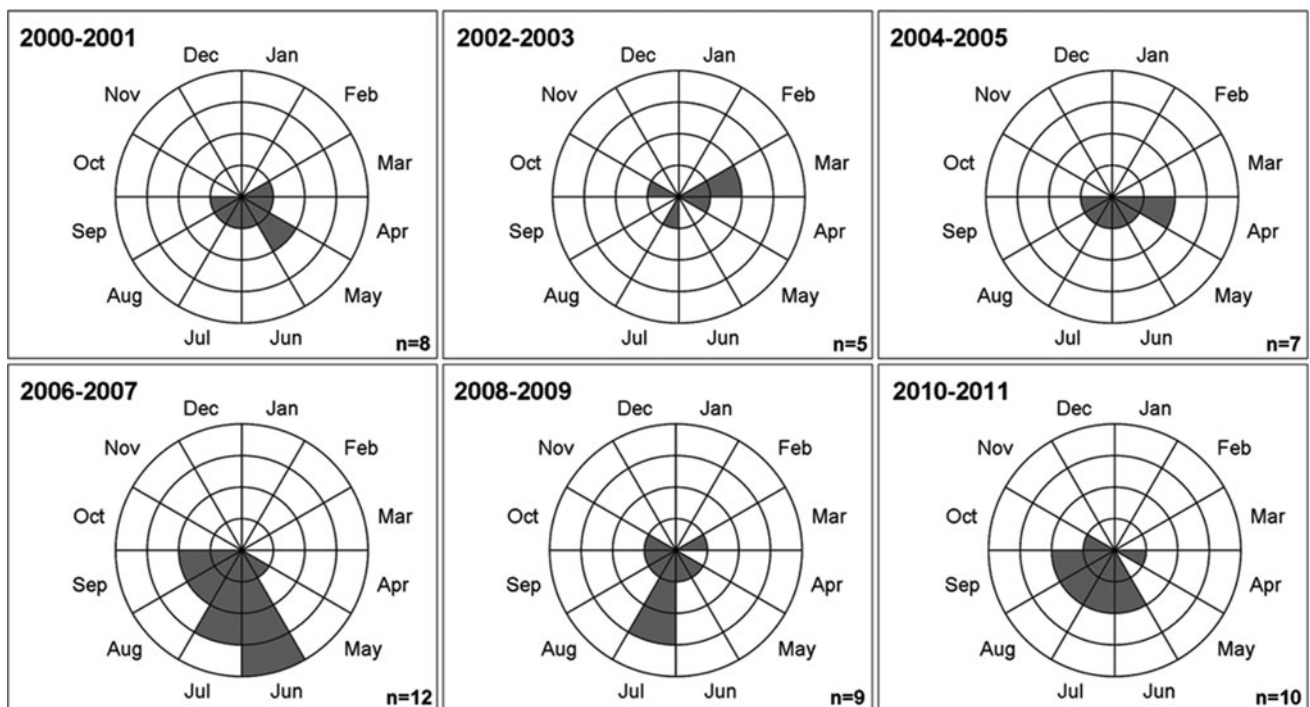 2000-2001
Dec Jan
Nov Feb
Oct Mar
Sep Apr
Aug May
Jul Jun
n=8
2002-2003
Dec Jan
Nov Feb
Oct Mar
Sep Apr
Aug May
Jul Jun
n=5
2004-2005
Dec Jan
Nov Feb
Oct Mar
Sep Apr
Aug May
Jul Jun
n=7
2006-2007
Dec Jan
Nov Feb
Oct Mar
Sep Apr
Aug May
Jul Jun
n=12
2008-2009
Dec Jan
Nov Feb
Oct Mar
Sep Apr
Aug May
Jul Jun
n=9
2010-2011
Dec Jan
Nov Feb
Oct Mar
Sep Apr
Aug May
Jul Jun
n=10